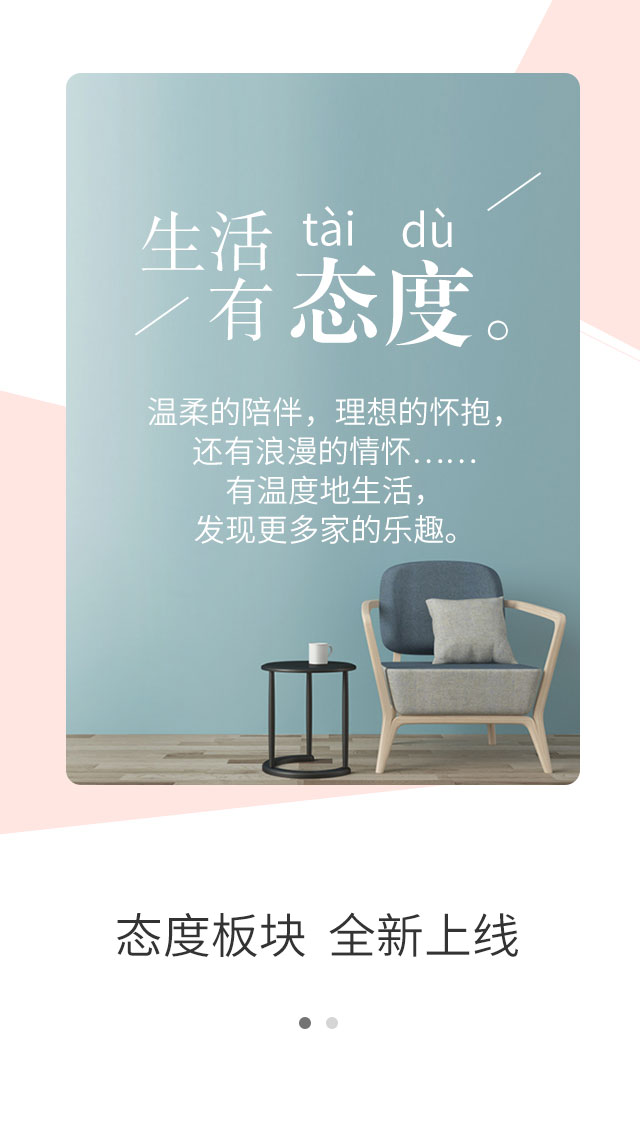 生活
tài dù
有态度。
温柔的陪伴，理想的怀抱，
还有浪漫的情怀……
有温度地生活，
发现更多家的乐趣。
态度板块 全新上线